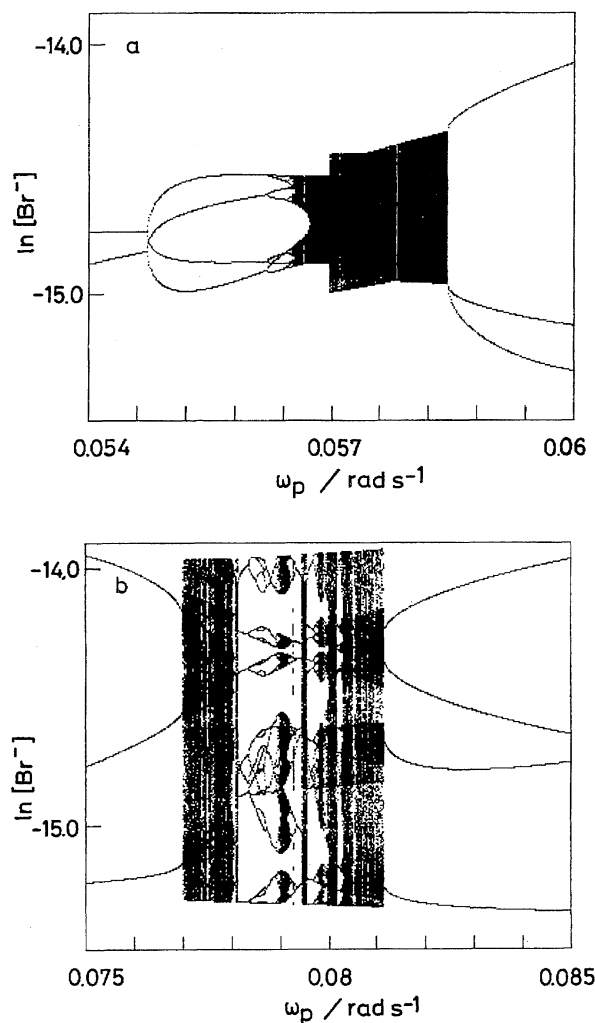 a
-14.0
ln [Br⁻]
-15.0
0.054
0.057
0.06
ωp / rad s⁻¹
b
-14.0
ln [Br⁻]
-15.0
0.075
0.08
0.085
ωp / rad s⁻¹